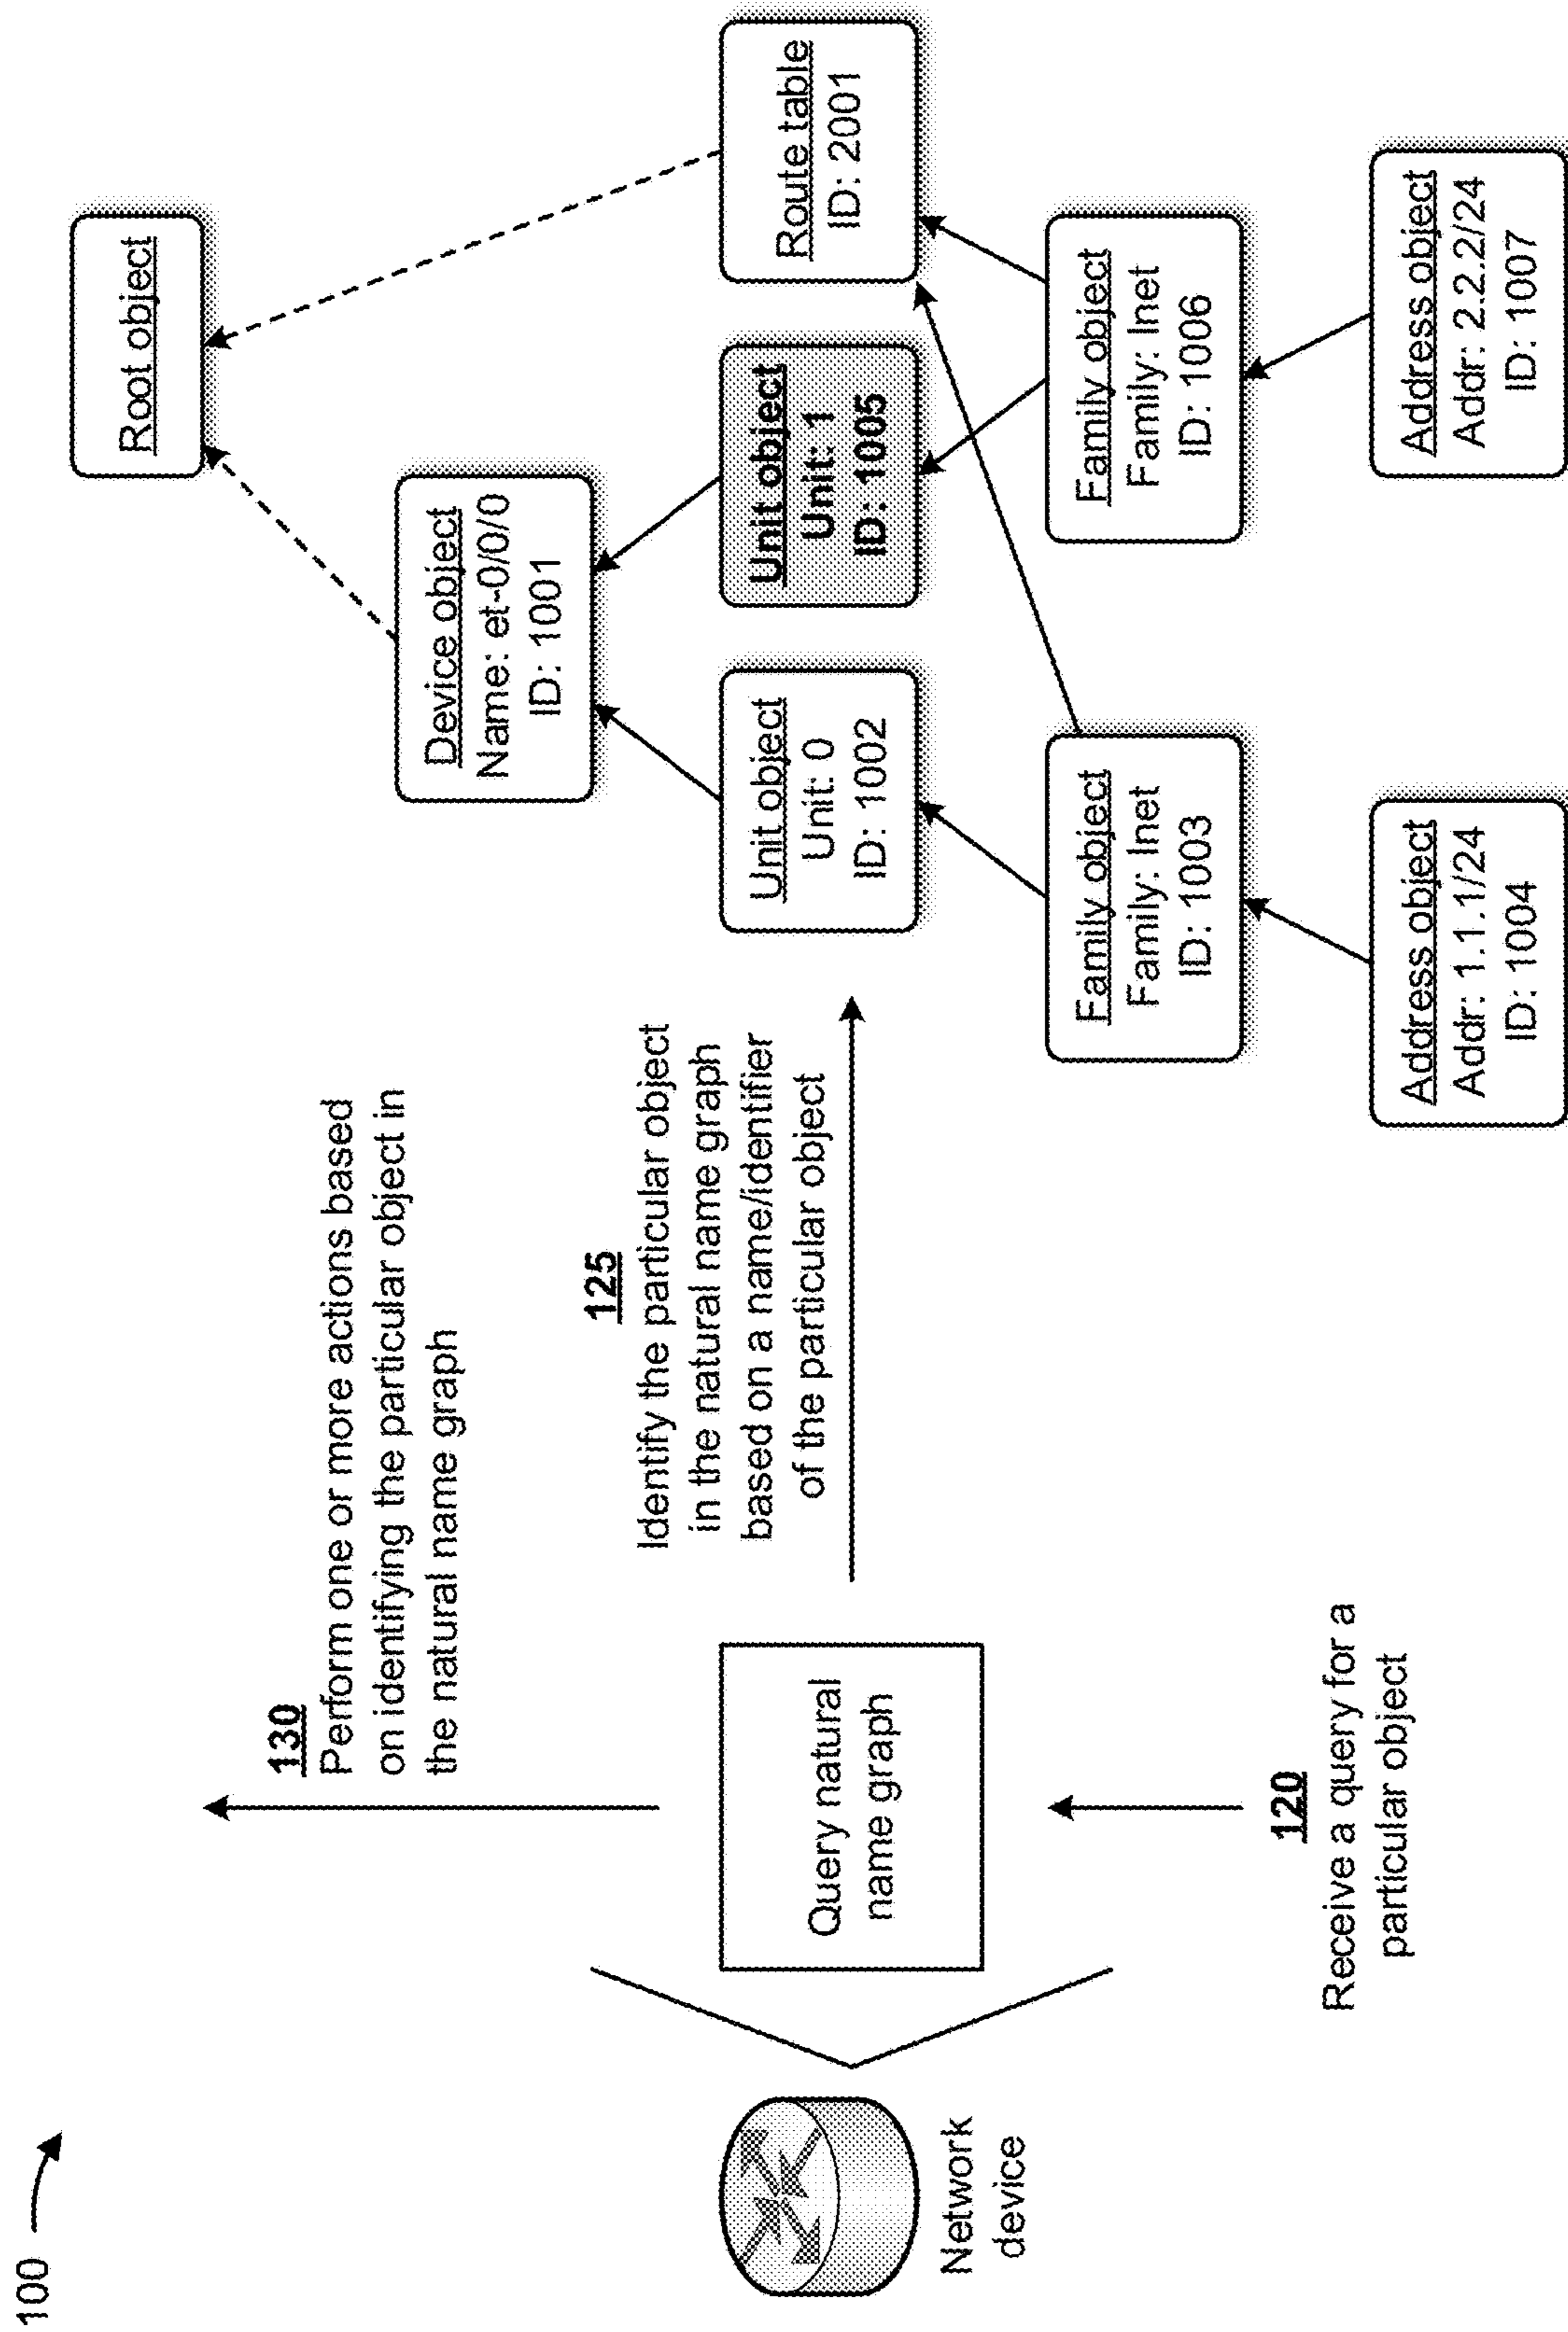 100
Network
device
Query natural
name graph
120
Receive a query for a
particular object
125
Identify the particular object
in the natural name graph
based on a name/identifier
of the particular object
130
Perform one or more actions based
on identifying the particular object in
the natural name graph
Root object
Device object
Name: et-0/0/0
ID: 1001
Unit object
Unit: 0
ID: 1002
Unit object
Unit: 1
ID: 1005
Route table
ID: 2001
Family object
Family: Inet
ID: 1003
Family object
Family: Inet
ID: 1006
Address object
Addr: 1.1.1/24
ID: 1004
Address object
Addr: 2.2.2/24
ID: 1007